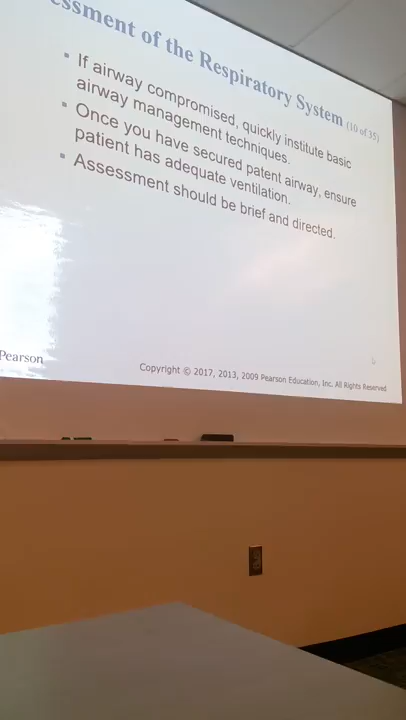 essment of the Respiratory System (10 of 35)
▪ If airway compromised, quickly institute basic
airway management techniques.
▪ Once you have secured patent airway, ensure
patient has adequate ventilation.
▪ Assessment should be brief and directed.
Pearson
Copyright © 2017, 2013, 2009 Pearson Education, Inc. All Rights Reserved